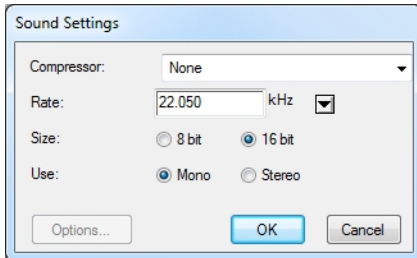 Sound Settings
Compressor: None
Rate: 22.050 kHz
Size: 8 bit 16 bit
Use: Mono Stereo
Options... OK Cancel